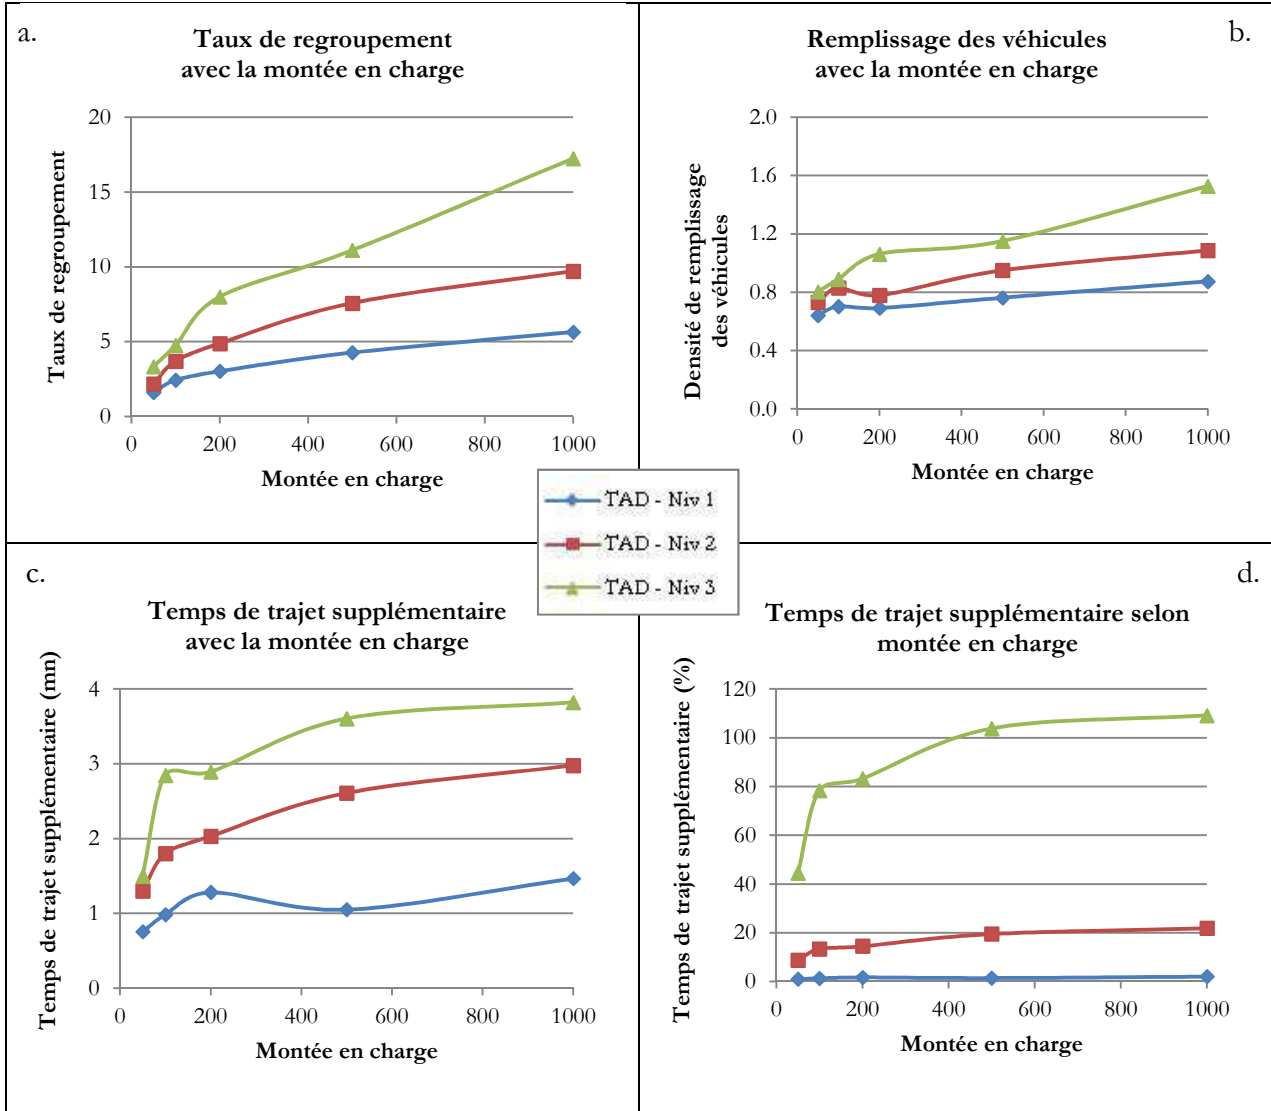 a.
Taux de regroupement
avec la montée en charge
Taux de regroupement
20
15
10
5
0
0 200 400 600 800 1000
Montée en charge
b.
Remplissage des véhicules
avec la montée en charge
Densité de remplissage
des véhicules
2.0
1.6
1.2
0.8
0.4
0.0
0 200 400 600 800 1000
Montée en charge
TAD - Niv 1
TAD - Niv 2
TAD - Niv 3
c.
Temps de trajet supplémentaire
avec la montée en charge
Temps de trajet supplémentaire (mn)
4
3
2
1
0
0 200 400 600 800 1000
Montée en charge
d.
Temps de trajet supplémentaire selon
montée en charge
Temps de trajet supplémentaire (%)
120
100
80
60
40
20
0
0 200 400 600 800 1000
Montée en charge